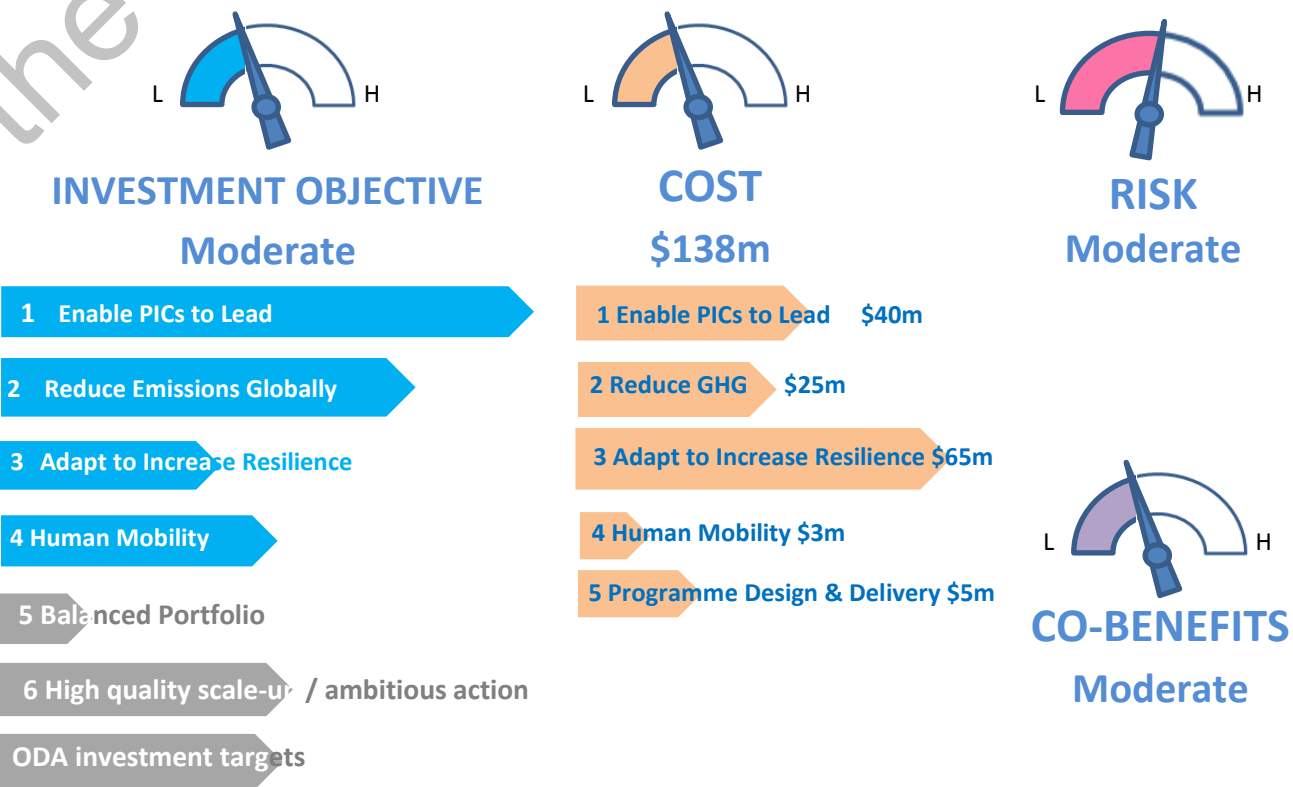 the
L
H
INVESTMENT OBJECTIVE
Moderate
1 Enable PICs to Lead
2 Reduce Emissions Globally
3 Adapt to Increase Resilience
4 Human Mobility
5 Balanced Portfolio
6 High quality scale-up / ambitious action
ODA investment targets
L
H
COST
$138m
1 Enable PICs to Lead $40m
2 Reduce GHG $25m
3 Adapt to Increase Resilience $65m
4 Human Mobility $3m
5 Programme Design & Delivery $5m
L
H
RISK
Moderate
L
H
CO-BENEFITS
Moderate